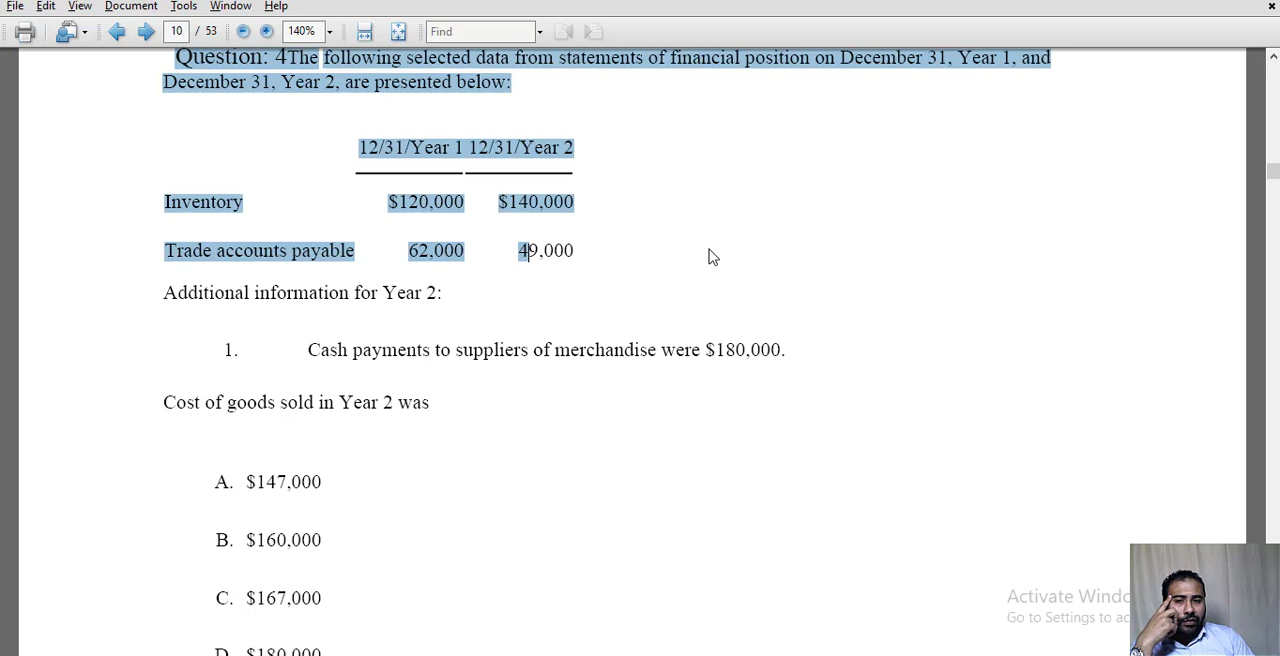 File Edit View Document Tools Window Help
10 / 53 140% Find
Question: 4The following selected data from statements of financial position on December 31, Year 1, and
December 31, Year 2, are presented below:
12/31/Year 1 12/31/Year 2
Inventory $120,000 $140,000
Trade accounts payable 62,000 49,000
Additional information for Year 2:
1. Cash payments to suppliers of merchandise were $180,000.
Cost of goods sold in Year 2 was
A. $147,000
B. $160,000
Activate Windo
C. $167,000
Go to Settings to ac
D. $180,000